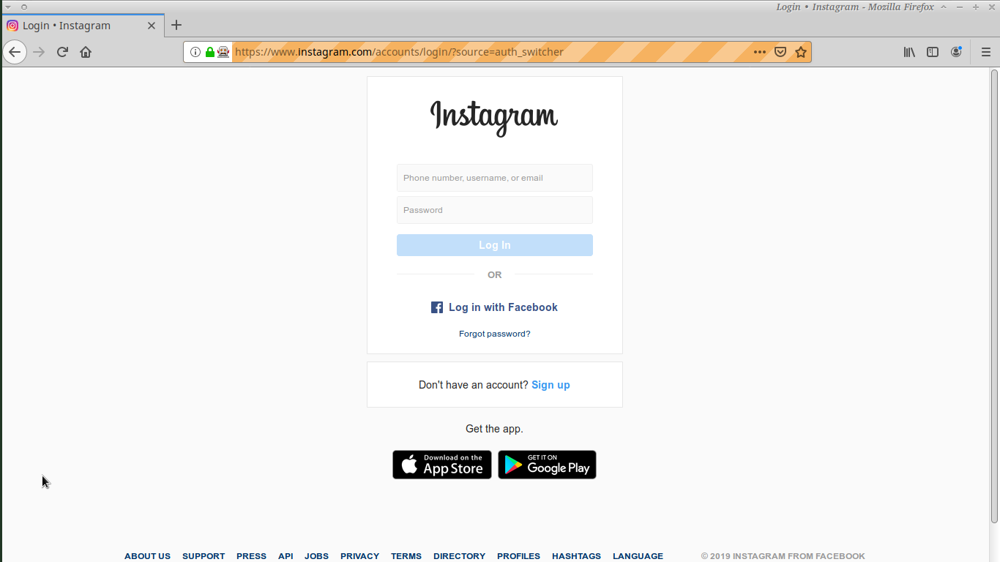 Login • Instagram - Mozilla Firefox
Login • Instagram
https://www.instagram.com/accounts/login/?source=auth_switcher
Instagram
Phone number, username, or email
Password
Log In
OR
Log in with Facebook
Forgot password?
Don't have an account? Sign up
Get the app.
Download on the
App Store
GET IT ON
Google Play
ABOUT US SUPPORT PRESS API JOBS PRIVACY TERMS DIRECTORY PROFILES HASHTAGS LANGUAGE © 2019 INSTAGRAM FROM FACEBOOK